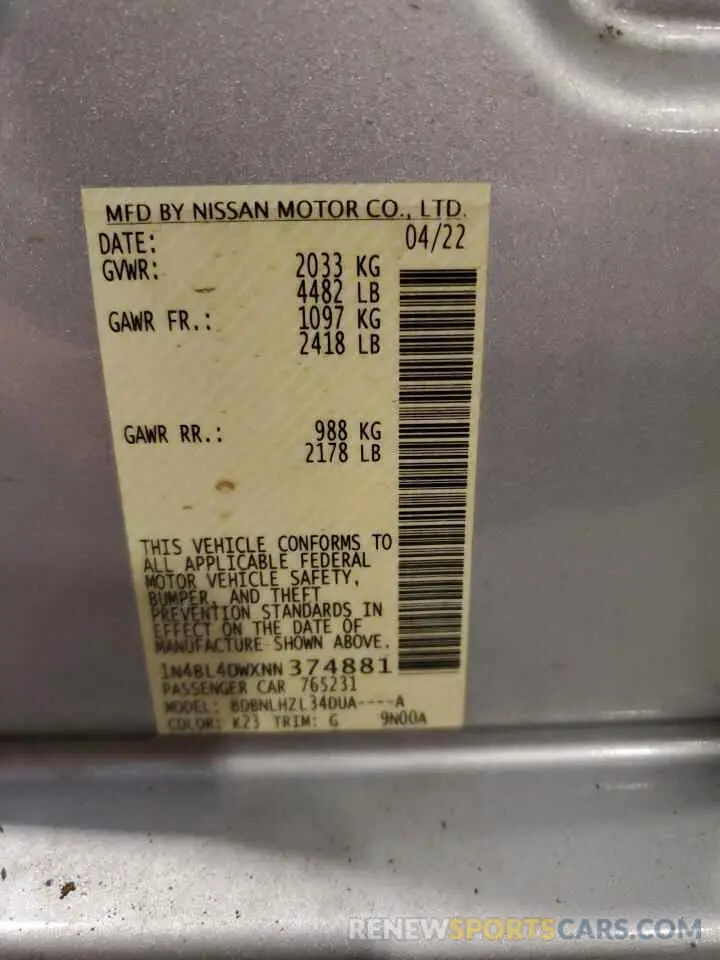 MFD BY NISSAN MOTOR CO., LTD.
DATE: 04/22
GVWR: 2033 KG
4482 LB
GAWR FR.: 1097 KG
2418 LB
GAWR RR.: 988 KG
2178 LB
THIS VEHICLE CONFORMS TO
ALL APPLICABLE FEDERAL
MOTOR VEHICLE SAFETY,
BUMPER, AND THEFT
PREVENTION STANDARDS IN
EFFECT ON THE DATE OF
MANUFACTURE SHOWN ABOVE.
1N4BL4DWXNN374881
PASSENGER CAR 765231
MODEL: BDBNLHZL34DUA----A
COLOR: K23 TRIM: G 9N00A
RENEWSPORTSCARS.COM